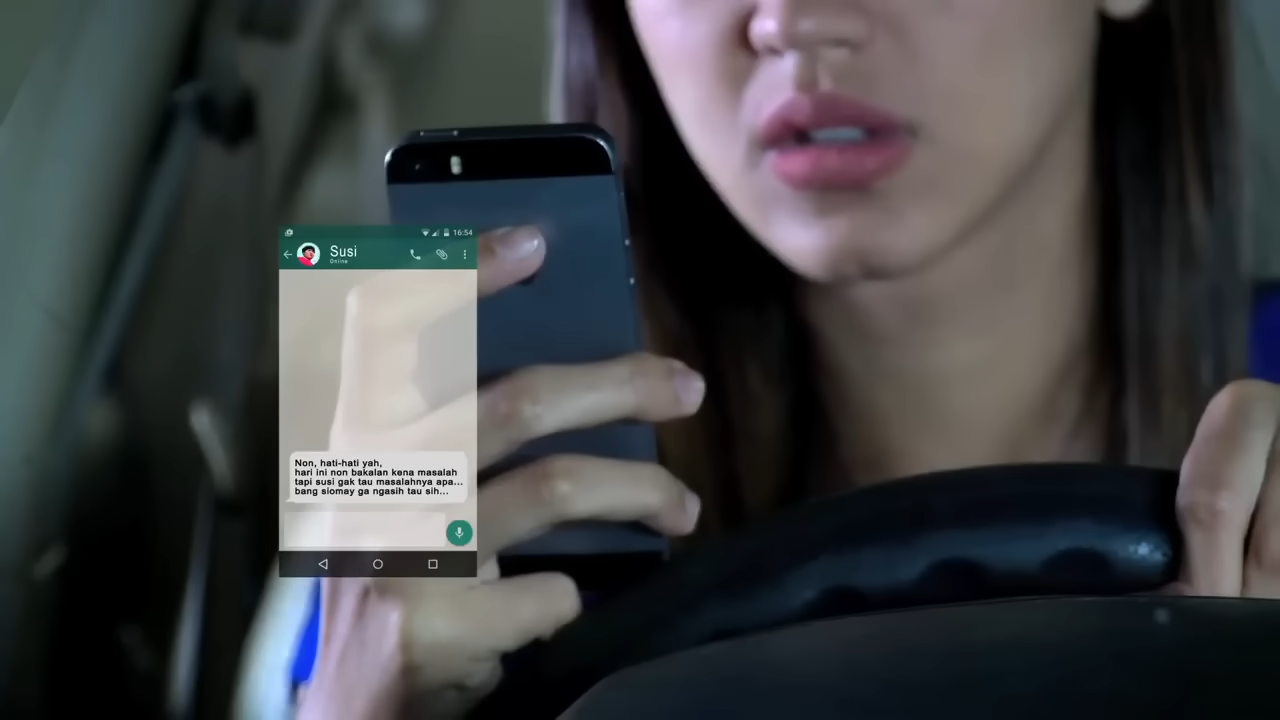 16:54
Susi
Online
Non, hati-hati yah,
hari ini non bakalan kena masalah
tapi susi gak tau masalahnya apa...
bang siomay ga ngasih tau sih...